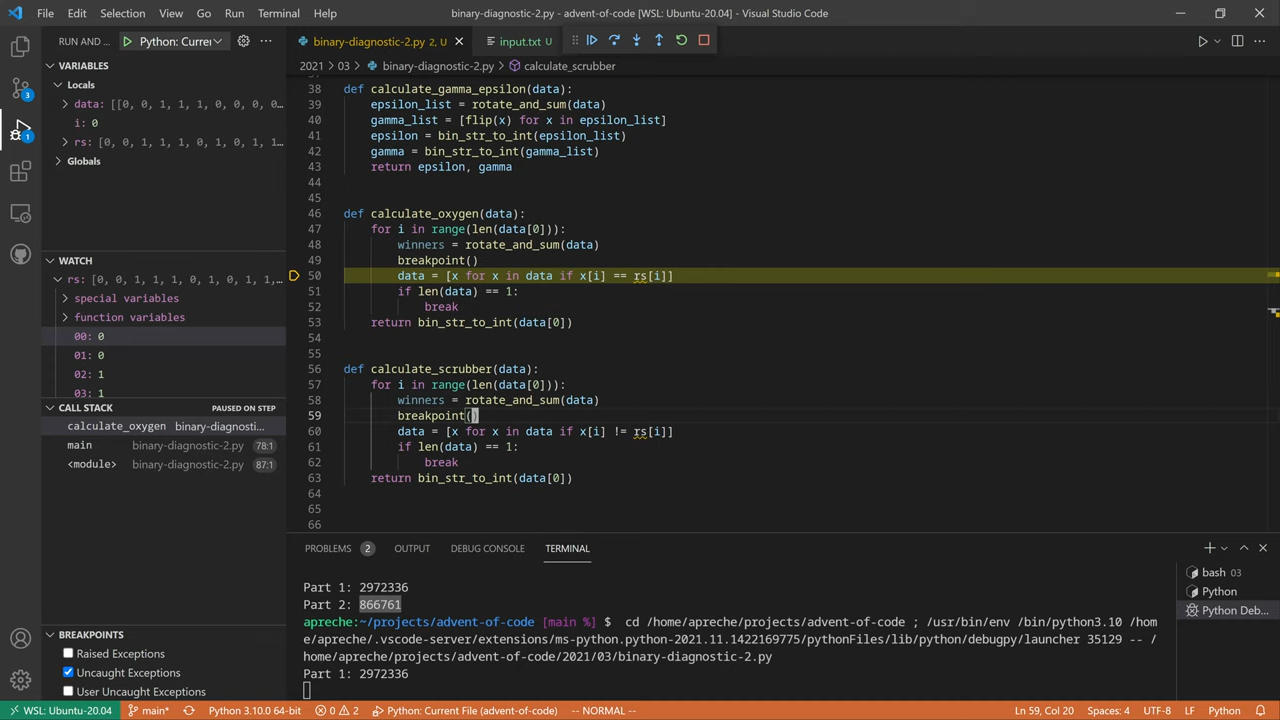 File Edit Selection View Go Run Terminal Help
binary-diagnostic-2.py - advent-of-code [WSL: Ubuntu-20.04] - Visual Studio Code
RUN AND ... Python: Currer
binary-diagnostic-2.py 2, U
input.txt U
2021 > 03 > binary-diagnostic-2.py > calculate_scrubber
VARIABLES
Locals
data: [[0, 0, 1, 1, 1, 0, 0, 0, 0, 0…
i: 0
rs: [0, 0, 1, 1, 1, 0, 1, 0, 1, 1…
Globals
WATCH
rs: [0, 0, 1, 1, 1, 0, 1, 0, 1, 1,…
special variables
function variables
00: 0
01: 0
02: 1
03: 1
CALL STACK PAUSED ON STEP
calculate_oxygen binary-diagnosti...
main binary-diagnostic-2.py 78:1
<module> binary-diagnostic-2.py 87:1
BREAKPOINTS
Raised Exceptions
Uncaught Exceptions
User Uncaught Exceptions
3
1
37
38 def calculate_gamma_epsilon(data):
39 epsilon_list = rotate_and_sum(data)
40 gamma_list = [flip(x) for x in epsilon_list]
41 epsilon = bin_str_to_int(epsilon_list)
42 gamma = bin_str_to_int(gamma_list)
43 return epsilon, gamma
44
45
46 def calculate_oxygen(data):
47 for i in range(len(data[0])):
48 winners = rotate_and_sum(data)
49 breakpoint()
50 data = [x for x in data if x[i] == rs[i]]
51 if len(data) == 1:
52 break
53 return bin_str_to_int(data[0])
54
55
56 def calculate_scrubber(data):
57 for i in range(len(data[0])):
58 winners = rotate_and_sum(data)
59 breakpoint()
60 data = [x for x in data if x[i] != rs[i]]
61 if len(data) == 1:
62 break
63 return bin_str_to_int(data[0])
64
65
66
PROBLEMS 2 OUTPUT DEBUG CONSOLE TERMINAL
Part 1: 2972336
Part 2: 866761
apreche:~/projects/advent-of-code [main %] $ cd /home/apreche/projects/advent-of-code ; /usr/bin/env /bin/python3.10 /hom
e/apreche/.vscode-server/extensions/ms-python.python-2021.11.1422169775/pythonFiles/lib/python/debugpy/launcher 35129 -- /
home/apreche/projects/advent-of-code/2021/03/binary-diagnostic-2.py
Part 1: 2972336
bash 03
Python
Python Deb...
WSL: Ubuntu-20.04 main* Python 3.10.0 64-bit 0 2 Python: Current File (advent-of-code) -- NORMAL -- Ln 59, Col 20 Spaces: 4 UTF-8 LF Python